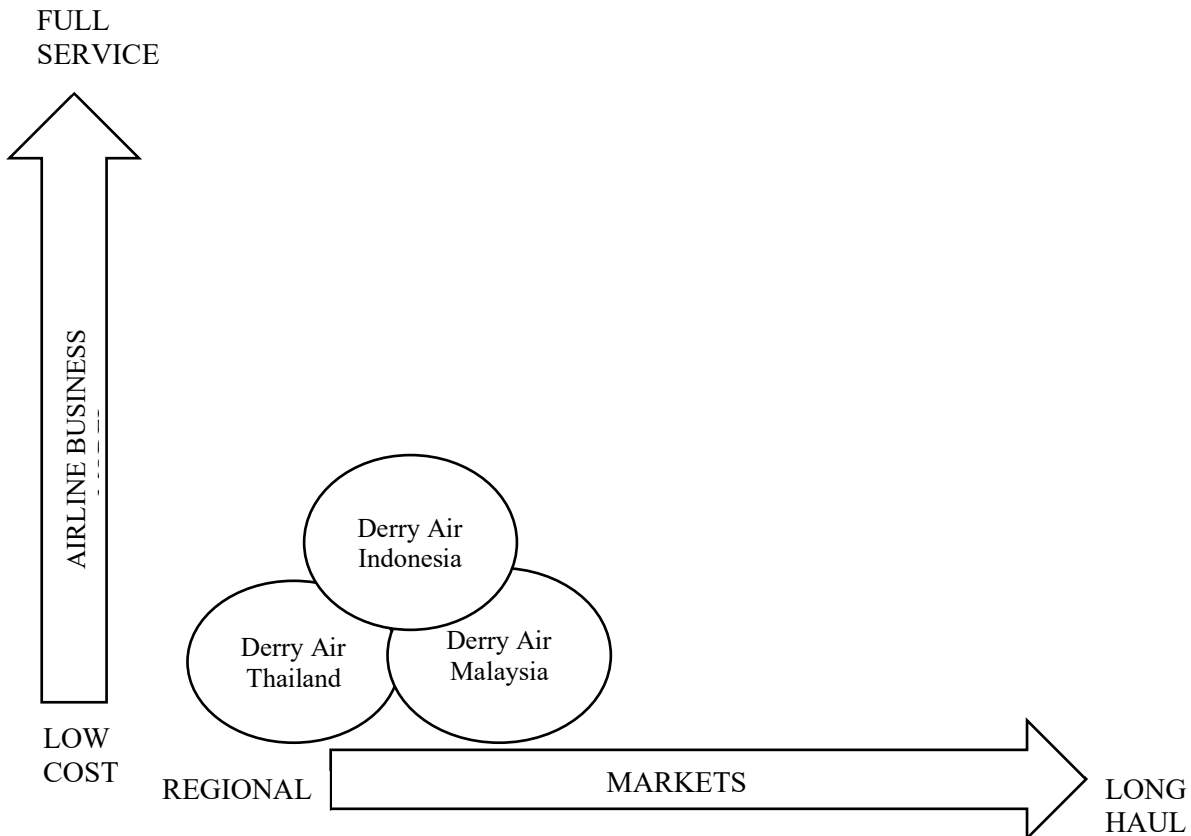 FULL
SERVICE
AIRLINE BUSINESS
Derry Air
Indonesia
Derry Air
Thailand
Derry Air
Malaysia
LOW
COST
REGIONAL
MARKETS
LONG
HAUL